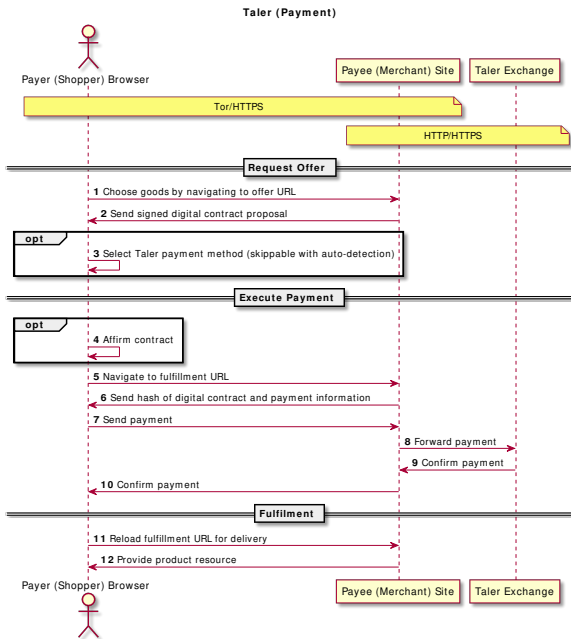 Taler (Payment)
Payer (Shopper) Browser
Payee (Merchant) Site
Taler Exchange
Tor/HTTPS
HTTP/HTTPS
Request Offer
1 Choose goods by navigating to offer URL
2 Send signed digital contract proposal
opt
3 Select Taler payment method (skippable with auto-detection)
Execute Payment
opt
4 Affirm contract
5 Navigate to fulfillment URL
6 Send hash of digital contract and payment information
7 Send payment
8 Forward payment
9 Confirm payment
10 Confirm payment
Fulfilment
11 Reload fulfillment URL for delivery
12 Provide product resource
Payer (Shopper) Browser
Payee (Merchant) Site
Taler Exchange